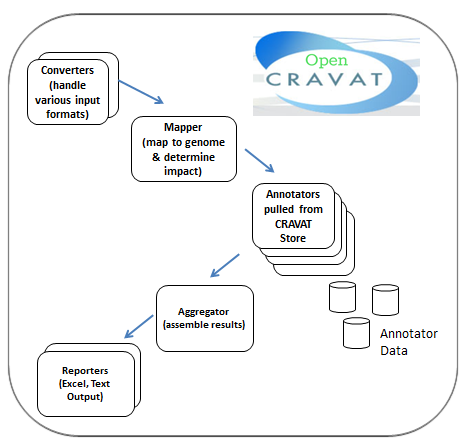 Open
CRAVAT
Converters
(handle
various input
formats)
Mapper
(map to genome
& determine
impact)
Annotators
pulled from
CRAVAT
Store
Aggregator
(assemble results)
Annotator
Data
Reporters
(Excel, Text
Output)